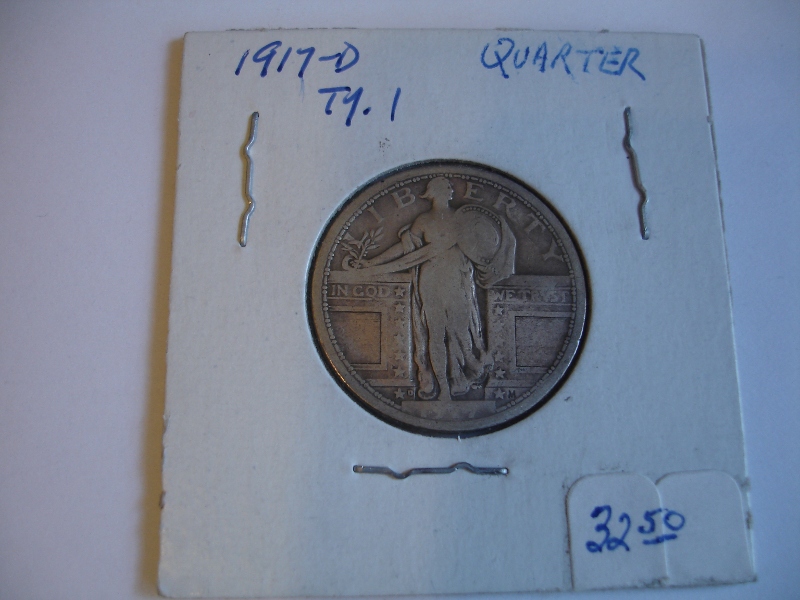 1917-D QUARTER
TY. 1
LIBERTY
IN GOD WE TRUST
D M
32 50